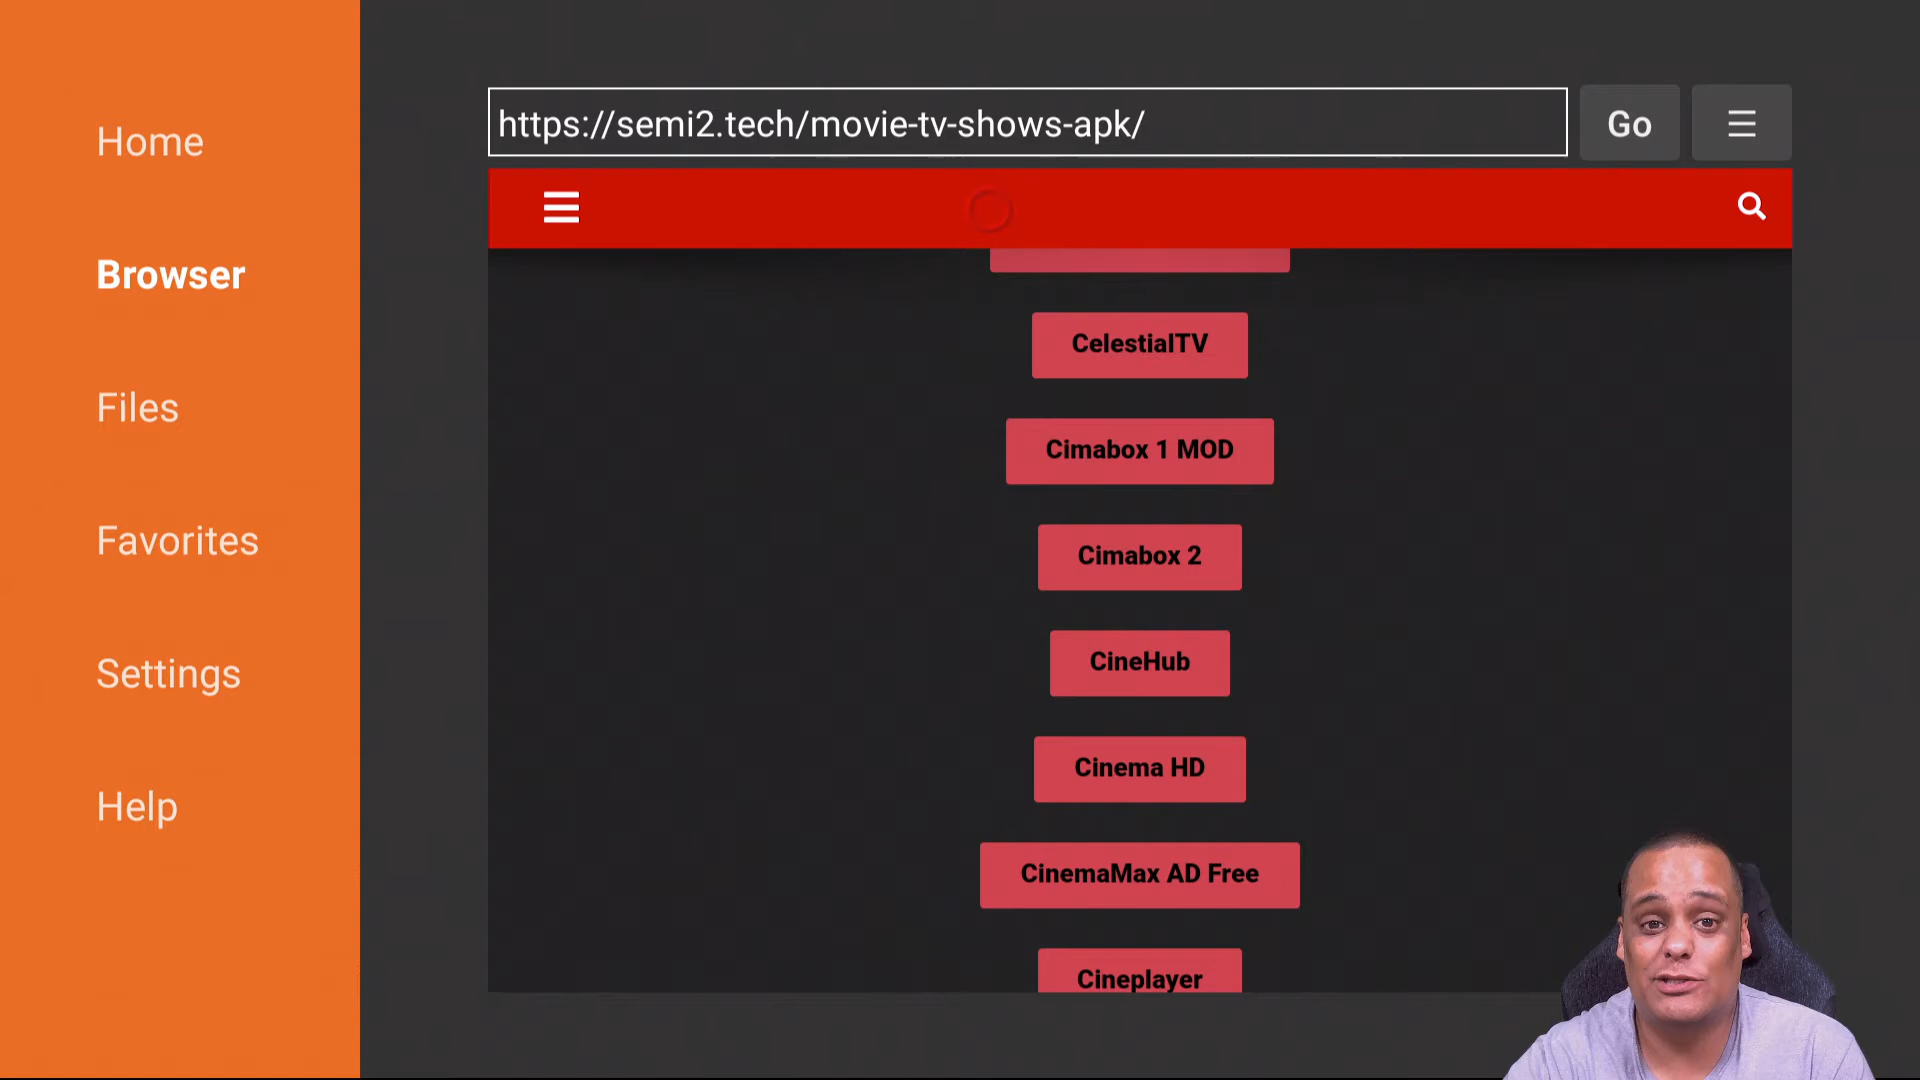 Home
Browser
Files
Favorites
Settings
Help
https://semi2.tech/movie-tv-shows-apk/
Go
CelestialTV
Cimabox 1 MOD
Cimabox 2
CineHub
Cinema HD
CinemaMax AD Free
Cineplayer